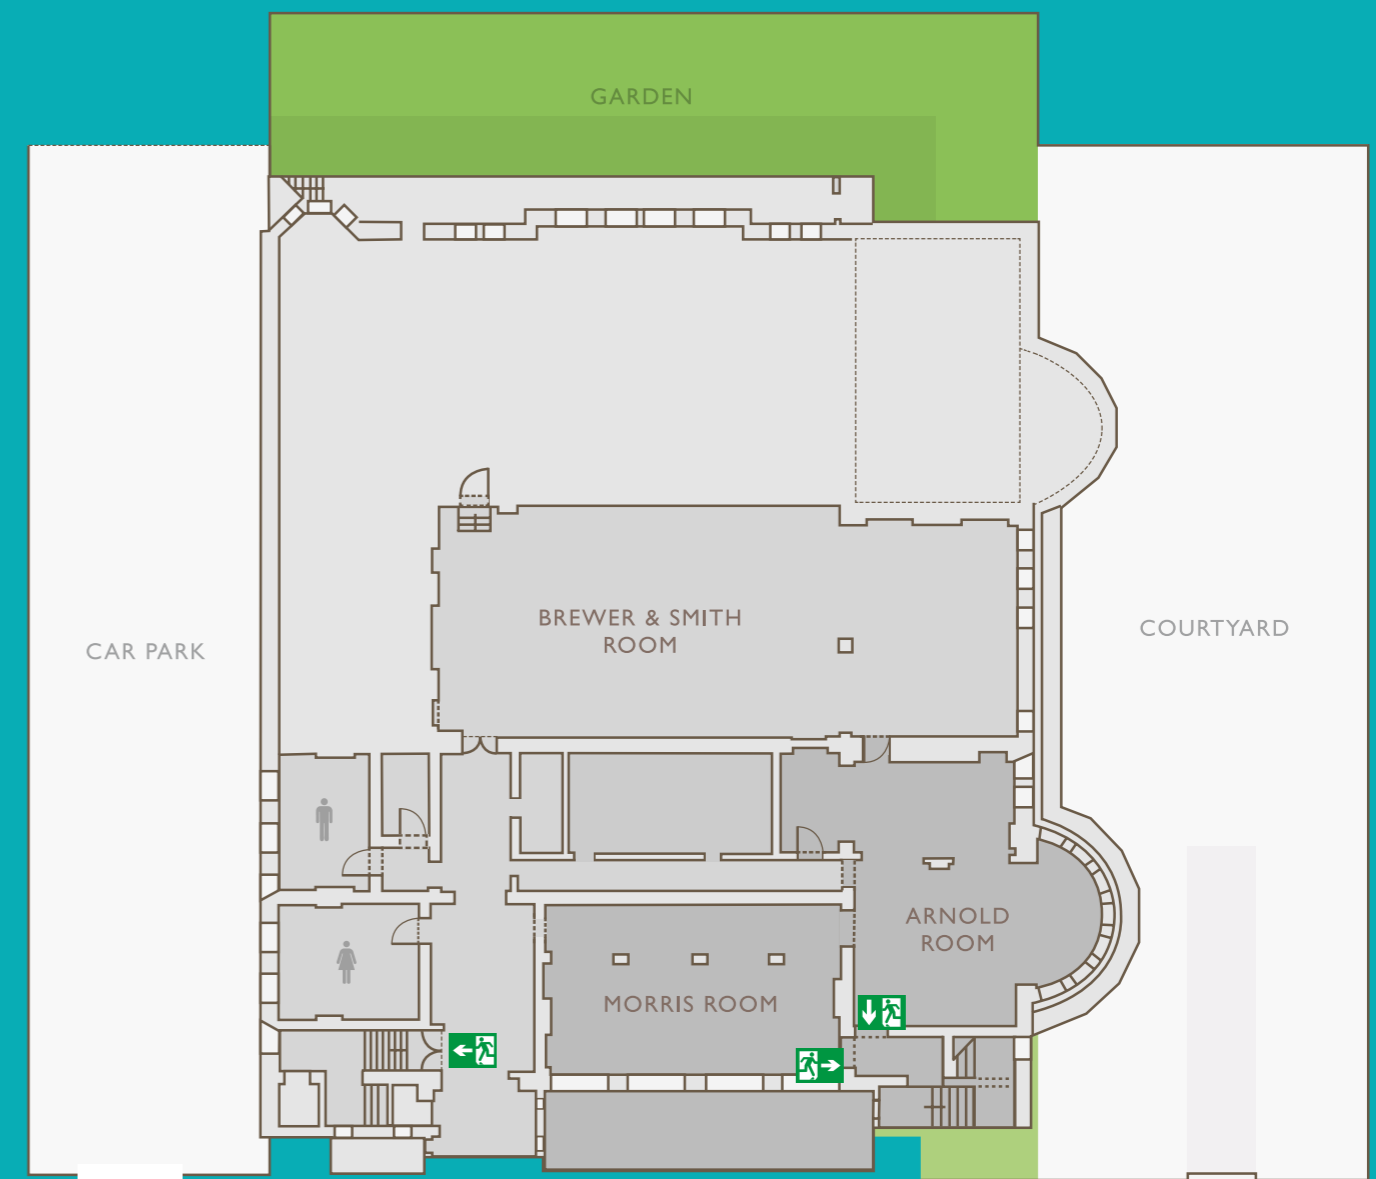 GARDEN
CAR PARK
BREWER & SMITH
ROOM
COURTYARD
ARNOLD
ROOM
MORRIS ROOM